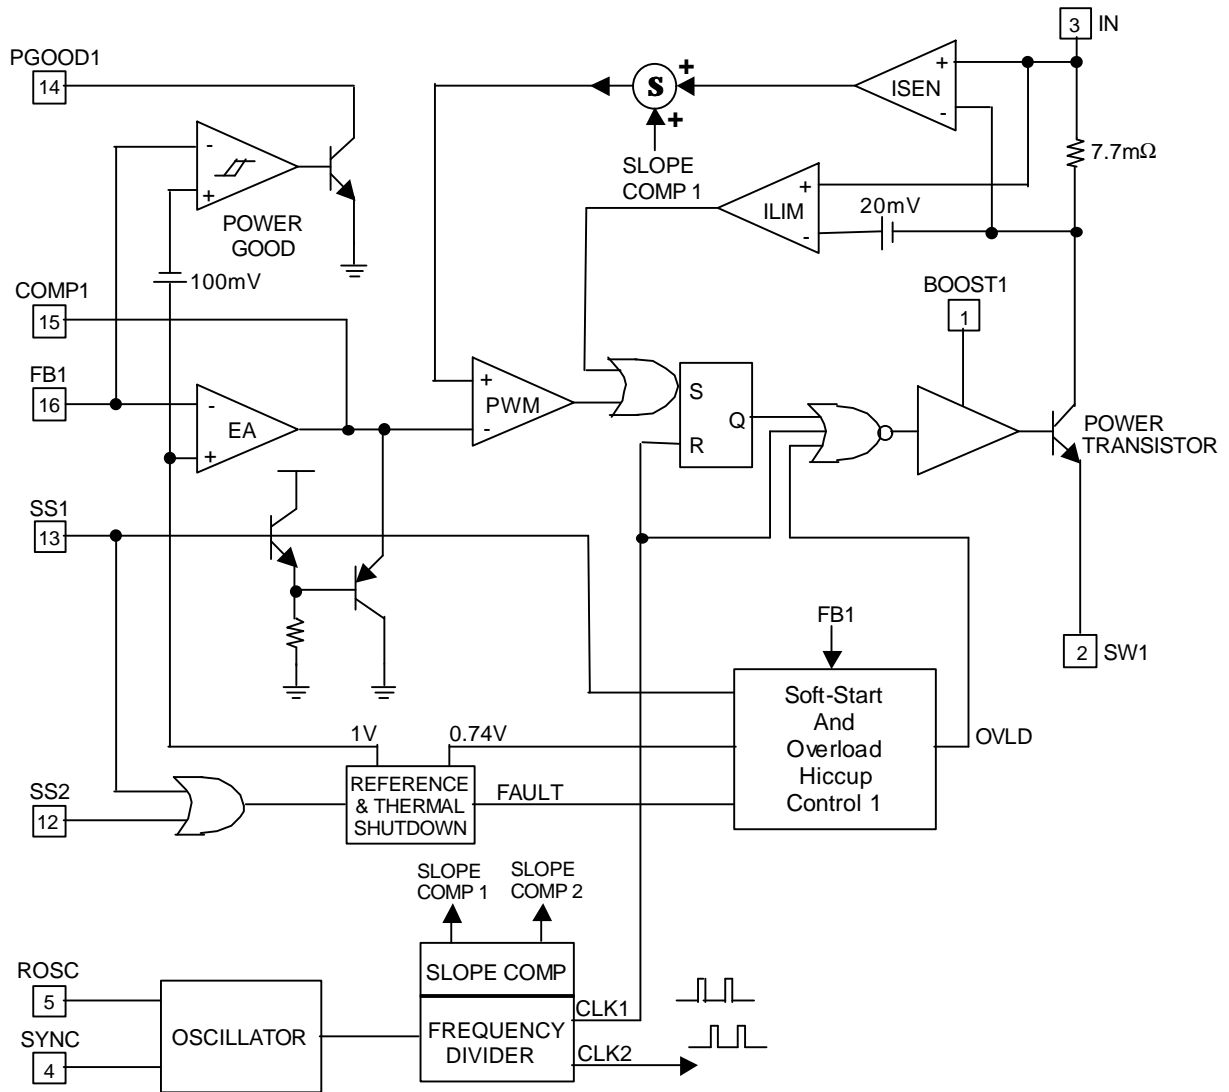 3 IN
PGOOD1
14
+
S
+
+
ISEN
-
7.7mΩ
SLOPE
COMP 1
-
+
POWER
GOOD
+
ILIM
-
20mV
100mV
COMP1
15
BOOST1
1
FB1
16
-
EA
+
+
PWM
-
S
Q
R
POWER
TRANSISTOR
SS1
13
FB1
2 SW1
Soft-Start
And
Overload
Hiccup
Control 1
OVLD
1V
0.74V
REFERENCE
& THERMAL
SHUTDOWN
FAULT
SS2
12
SLOPE
COMP 1
SLOPE
COMP 2
SLOPE COMP
ROSC
5
SYNC
4
OSCILLATOR
FREQUENCY
DIVIDER
CLK1
CLK2